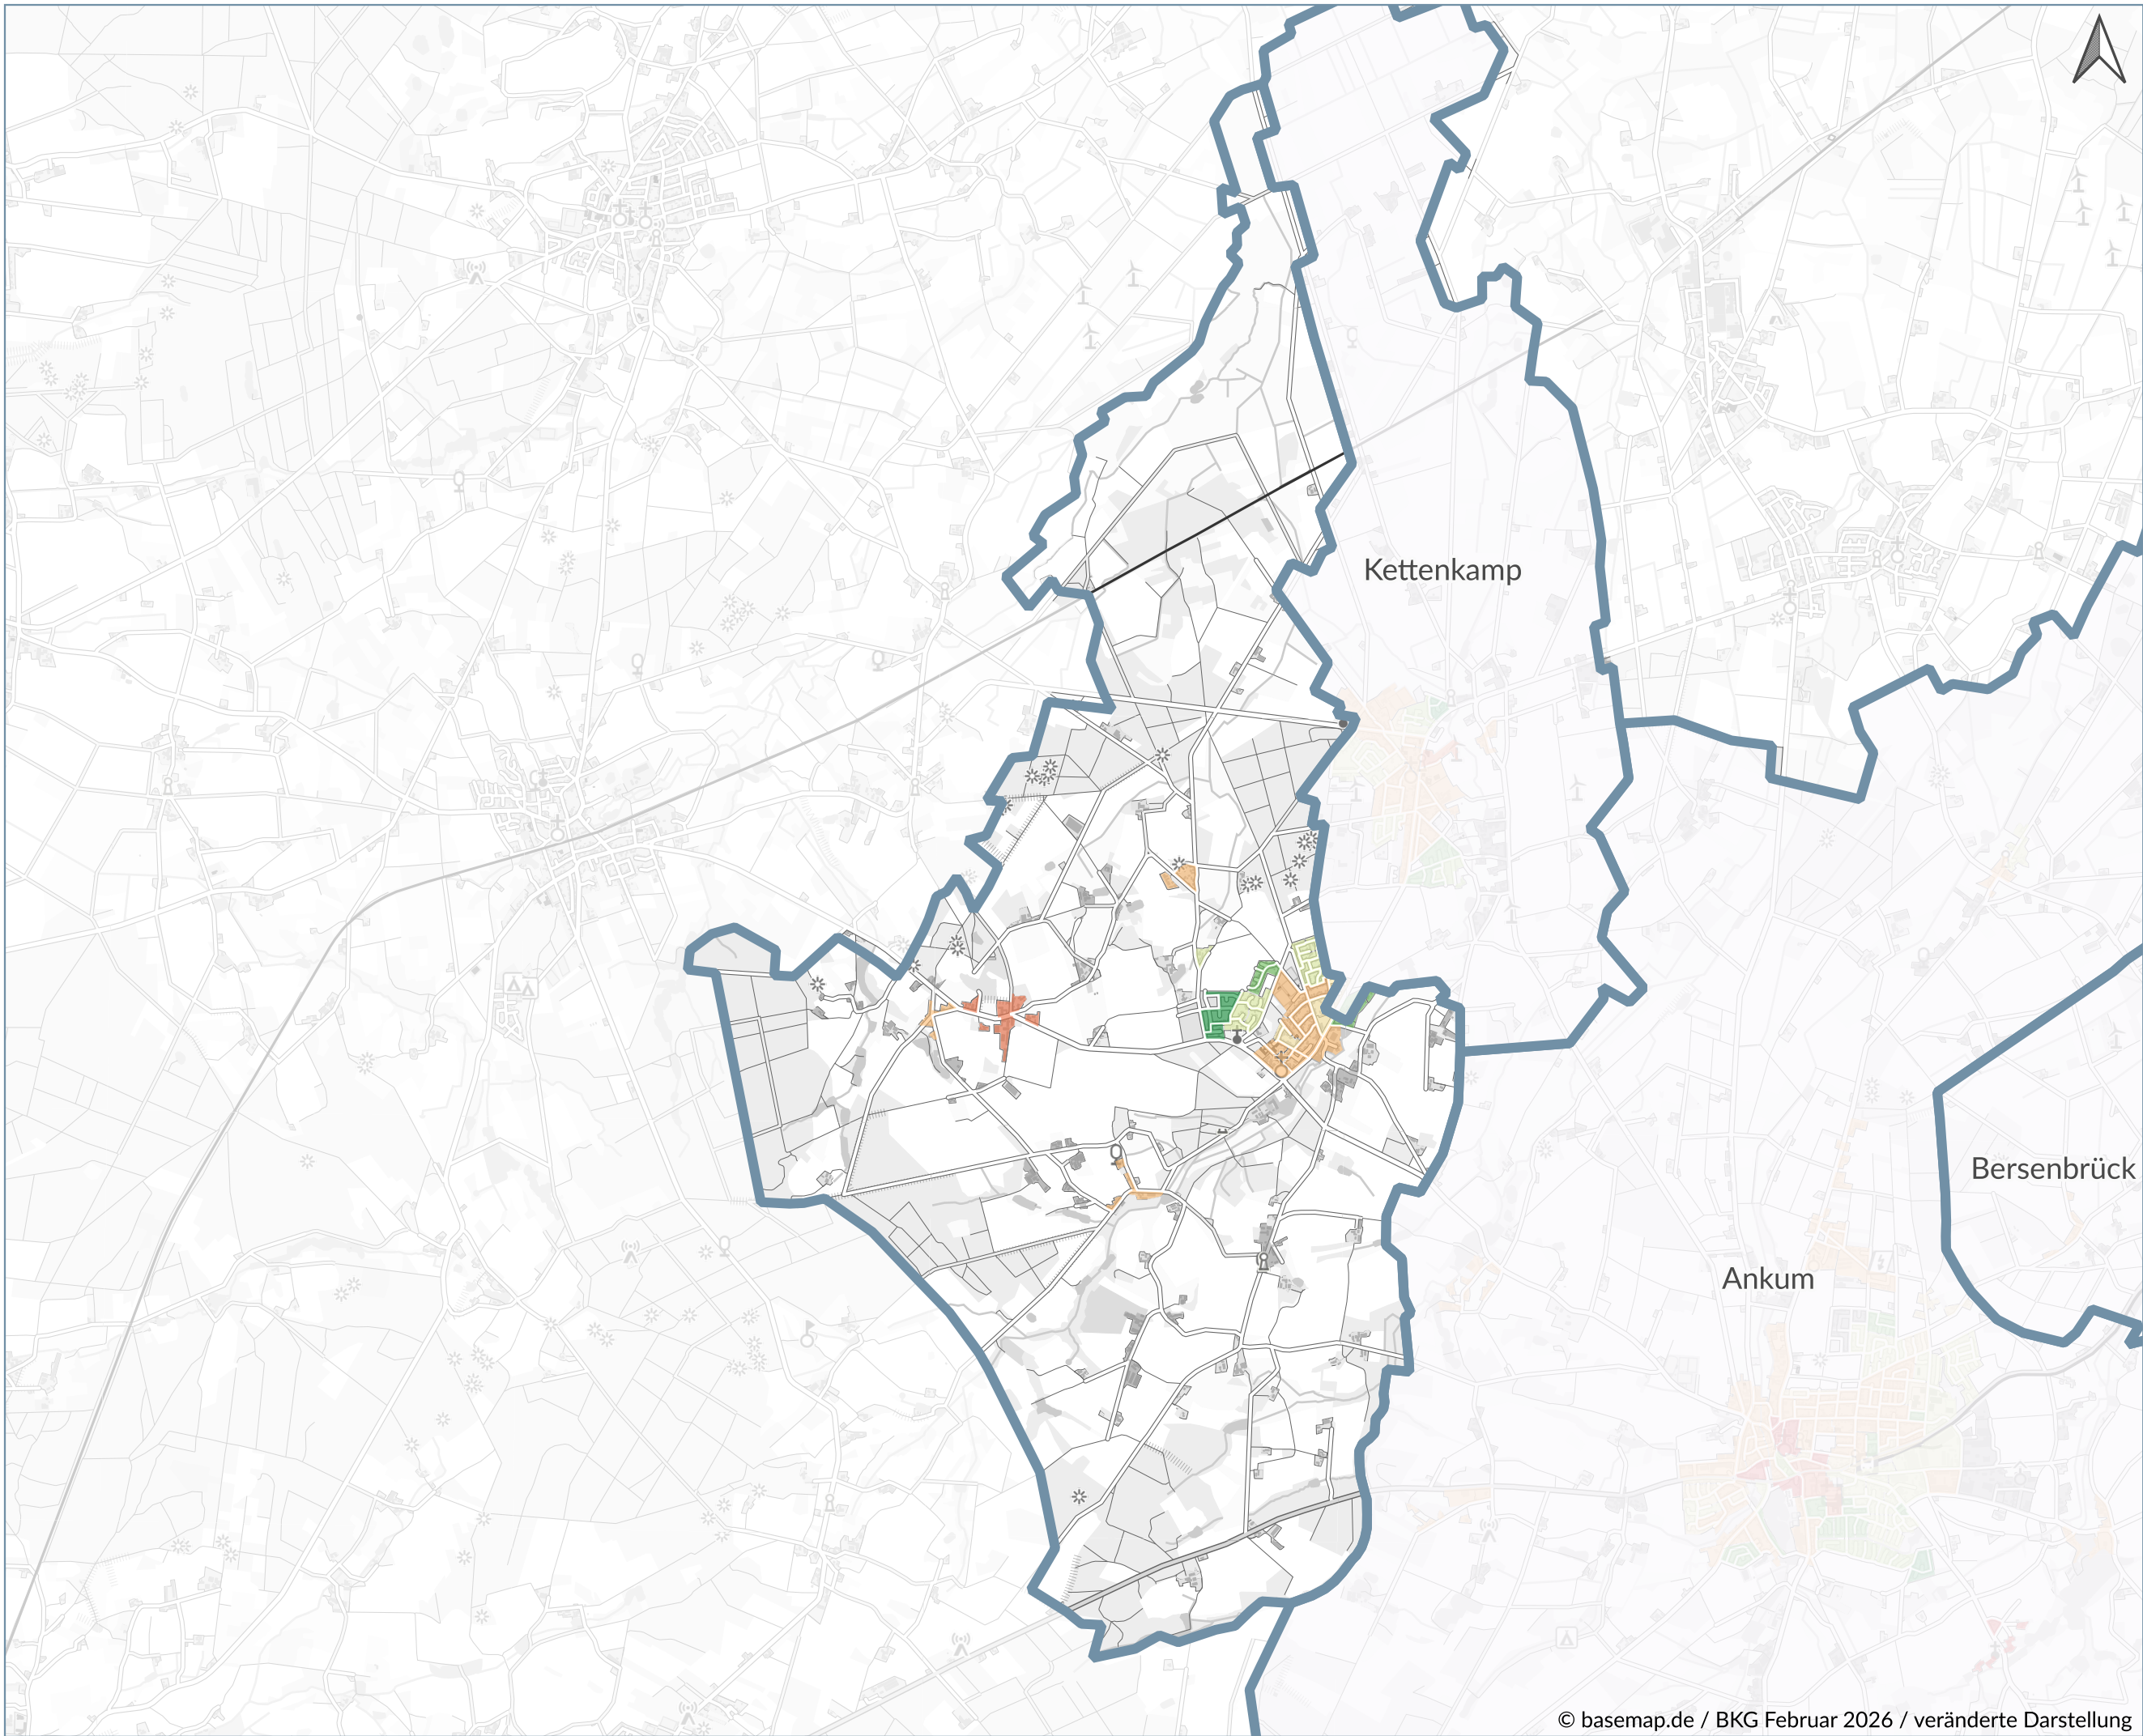 Kettenkamp
Bersenbrück
Ankum
© basemap.de / BKG Februar 2026 / veränderte Darstellung